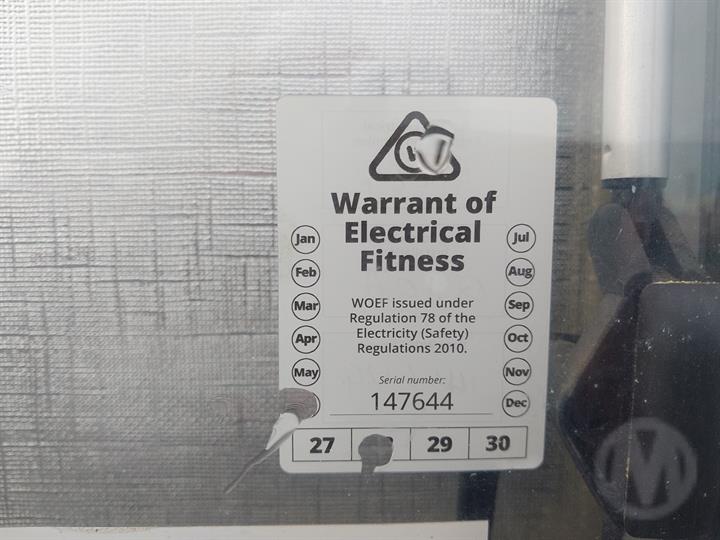 Warrant of
Electrical
Fitness
Jan
Feb
Mar
Apr
May
Jul
Aug
Sep
Oct
Nov
Dec
WOEF issued under
Regulation 78 of the
Electricity (Safety)
Regulations 2010.
Serial number:
147644
27 29 30
M